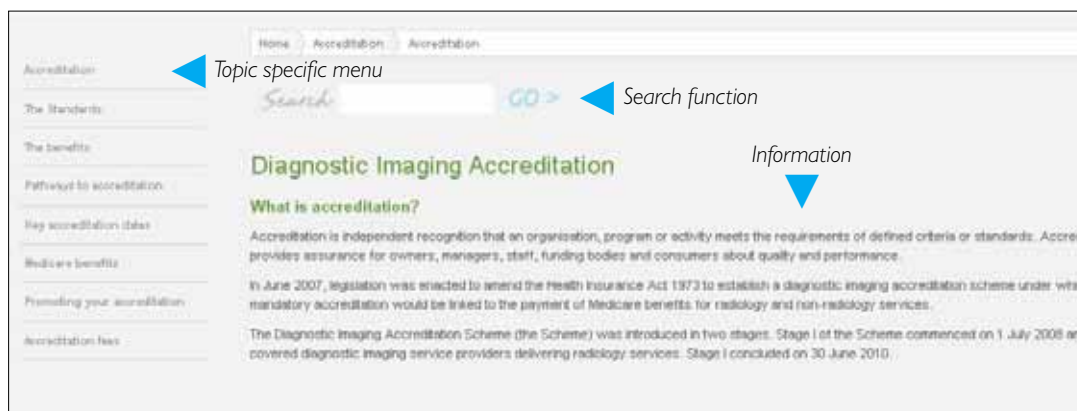 Home Accreditation Accreditation
Accreditation
Topic specific menu
Search GO >
Search function
The Standards
The benefits
Information
Diagnostic Imaging Accreditation
Pathways to accreditation
What is accreditation?
Key accreditation dates
Accreditation is independent recognition that an organisation, program or activity meets the requirements of defined criteria or standards. Accre
provides assurance for owners, managers, staff, funding bodies and consumers about quality and performance.
Medicare benefits
In June 2007, legislation was enacted to amend the Health Insurance Act 1973 to establish a diagnostic imaging accreditation scheme under whi
mandatory accreditation would be linked to the payment of Medicare benefits for radiology and non-radiology services.
Promoting your accreditation
The Diagnostic Imaging Accreditation Scheme (the Scheme) was introduced in two stages. Stage I of the Scheme commenced on 1 July 2008 an
Accreditation fees
covered diagnostic imaging service providers delivering radiology services. Stage I concluded on 30 June 2010.